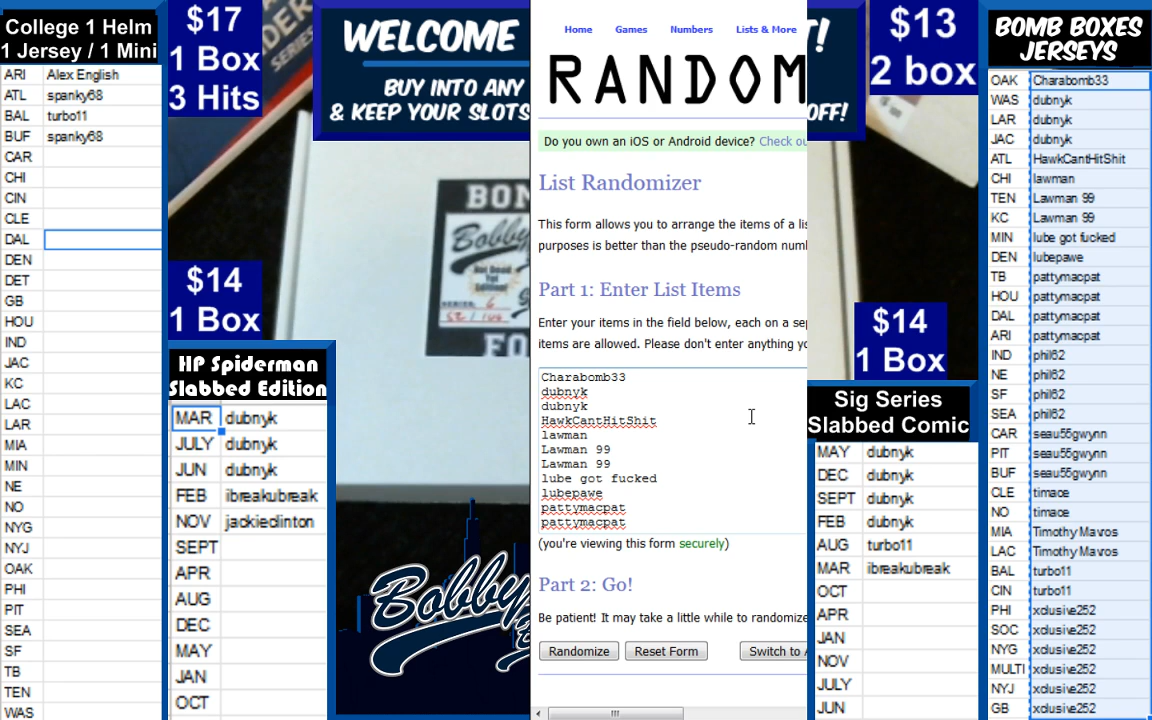 College 1 Helm
1 Jersey / 1 Mini
ARI Alex English
ATL spanky68
BAL turbo11
BUF spanky68
CAR
CHI
CIN
CLE
DAL
DEN
DET
GB
HOU
IND
JAC
KC
LAC
LAR
MIA
MIN
NE
NO
NYG
NYJ
OAK
PHI
PIT
SEA
SF
TB
TEN
WAS
$17
1 Box
3 Hits
$14
1 Box
HP Spiderman
Slabbed Edition
MAR dubnyk
JULY dubnyk
JUN dubnyk
FEB ibreakubreak
NOV jackieclinton
SEPT
APR
AUG
DEC
MAY
JAN
OCT
WELCOME
BUY INTO ANY
& KEEP YOUR SLOTS
T!
OFF!
BOM
Bobby
FO
Bobby
Home Games Numbers Lists & More
RANDOM
Do you own an iOS or Android device? Check ou
List Randomizer
This form allows you to arrange the items of a lis
purposes is better than the pseudo-random num
Part 1: Enter List Items
Enter your items in the field below, each on a sep
items are allowed. Please don't enter anything yo
Charabomb33
dubnyk
dubnyk
HawkCantHitShit
lawman
Lawman 99
Lawman 99
lube got fucked
lubepawe
pattymacpat
pattymacpat
(you're viewing this form securely)
Part 2: Go!
Be patient! It may take a little while to randomize
Randomize Reset Form Switch to A
$13
2 box
$14
1 Box
Sig Series
Slabbed Comic
MAY dubnyk
DEC dubnyk
SEPT dubnyk
FEB dubnyk
AUG turbo11
MAR ibreakubreak
OCT
APR
JAN
NOV
JULY
JUN
BOMB BOXES
JERSEYS
OAK Charabomb33
WAS dubnyk
LAR dubnyk
JAC dubnyk
ATL HawkCantHitShit
CHI lawman
TEN Lawman 99
KC Lawman 99
MIN lube got fucked
DEN lubepawe
TB pattymacpat
HOU pattymacpat
DAL pattymacpat
ARI pattymacpat
IND phil62
NE phil62
SF phil62
SEA phil62
CAR seau55gwynn
PIT seau55gwynn
BUF seau55gwynn
CLE timace
NO timace
MIA Timothy Mavros
LAC Timothy Mavros
BAL turbo11
CIN turbo11
PHI xclusive252
SOC xclusive252
NYG xclusive252
MULTI xclusive252
NYJ xclusive252
GB xclusive252